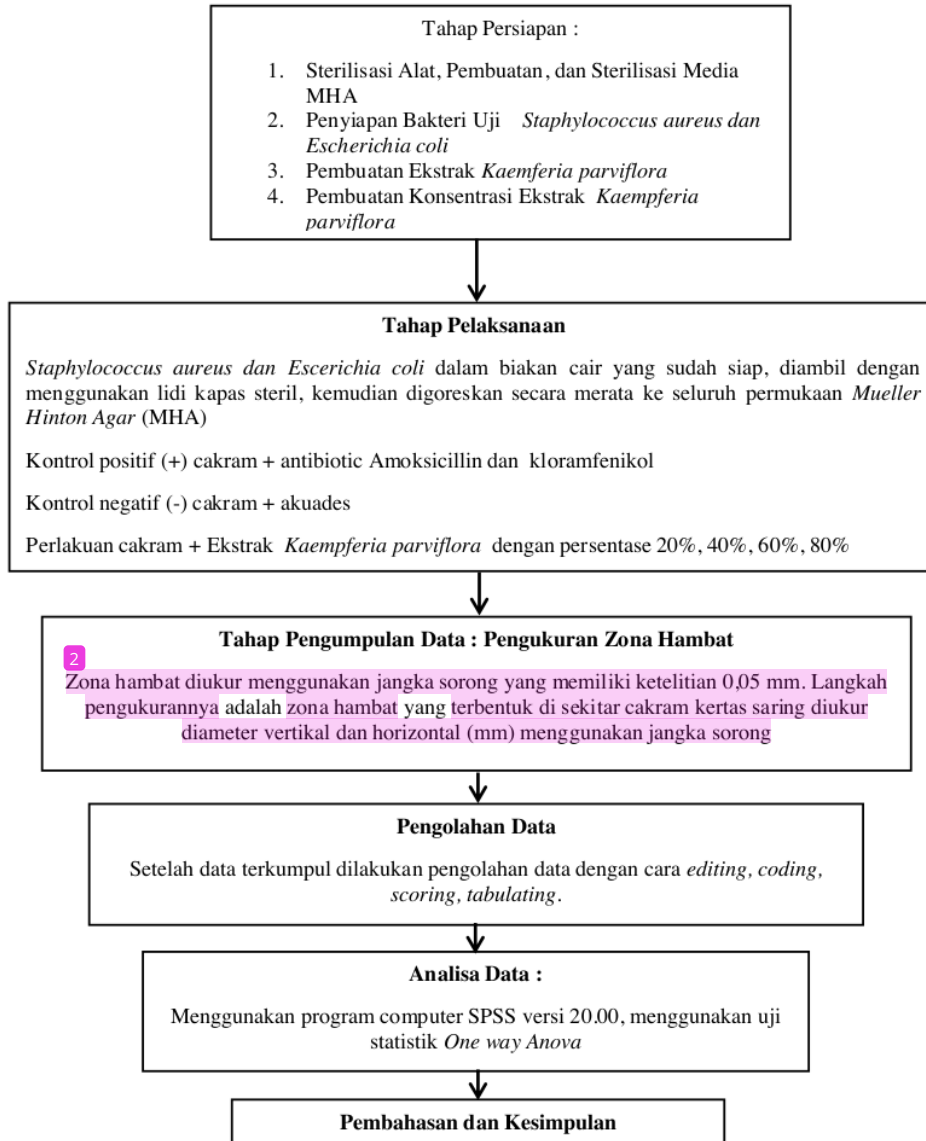 Tahap Persiapan :
1. Sterilisasi Alat, Pembuatan, dan Sterilisasi Media
MHA
2. Penyiapan Bakteri Uji Staphylococcus aureus dan
Escherichia coli
3. Pembuatan Ekstrak Kaemferia parviflora
4. Pembuatan Konsentrasi Ekstrak Kaempferia
parviflora
Tahap Pelaksanaan
Staphylococcus aureus dan Escerichia coli dalam biakan cair yang sudah siap, diambil dengan
menggunakan lidi kapas steril, kemudian digoreskan secara merata ke seluruh permukaan Mueller
Hinton Agar (MHA)
Kontrol positif (+) cakram + antibiotic Amoksicillin dan kloramfenikol
Kontrol negatif (-) cakram + akuades
Perlakuan cakram + Ekstrak Kaempferia parviflora dengan persentase 20%, 40%, 60%, 80%
Tahap Pengumpulan Data : Pengukuran Zona Hambat
2
Zona hambat diukur menggunakan jangka sorong yang memiliki ketelitian 0,05 mm. Langkah
pengukurannya adalah zona hambat yang terbentuk di sekitar cakram kertas saring diukur
diameter vertikal dan horizontal (mm) menggunakan jangka sorong
Pengolahan Data
Setelah data terkumpul dilakukan pengolahan data dengan cara editing, coding,
scoring, tabulating.
Analisa Data :
Menggunakan program computer SPSS versi 20.00, menggunakan uji
statistik One way Anova
Pembahasan dan Kesimpulan